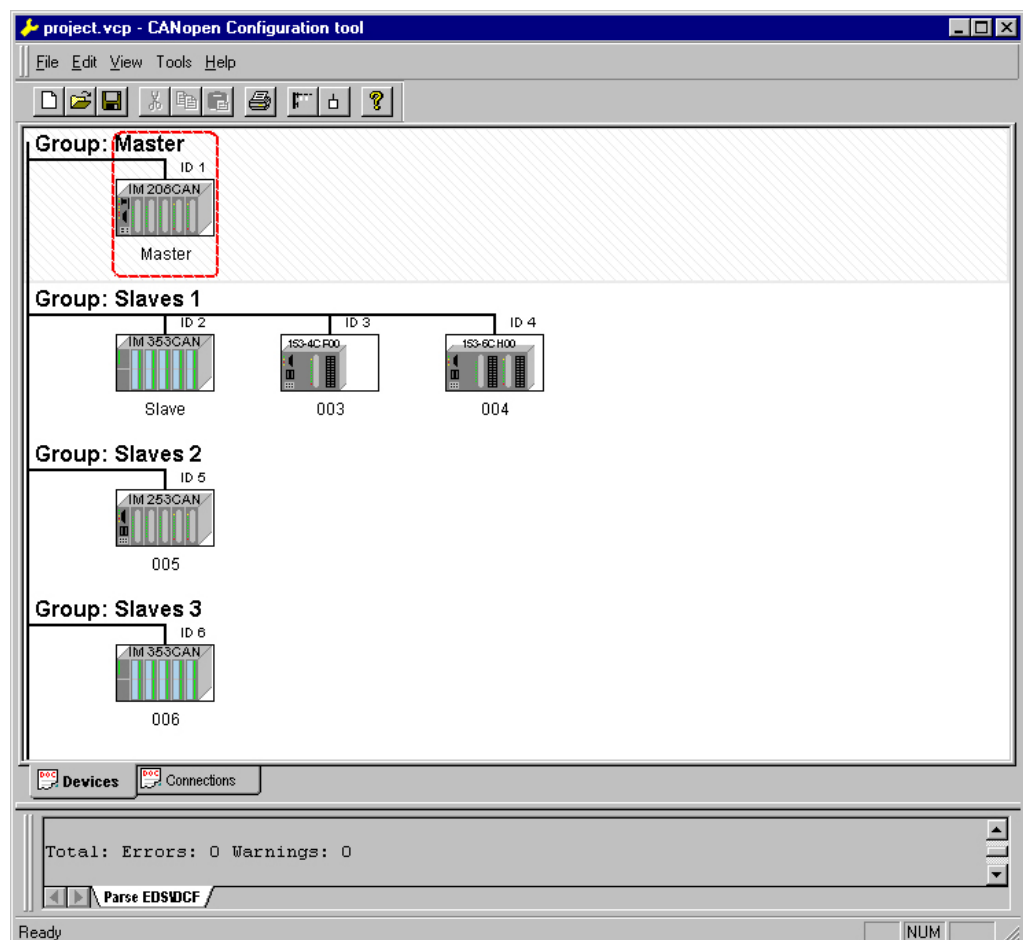 project.vcp - CANopen Configuration tool
File Edit View Tools Help
Group: Master
ID 1
IM 208CAN
Master
Group: Slaves 1
ID 2 ID 3 ID 4
IM 353CAN 153-4CF00 153-6CH00
Slave 003 004
Group: Slaves 2
ID 5
IM 253CAN
005
Group: Slaves 3
ID 6
IM 353CAN
006
Devices Connections
Total: Errors: 0 Warnings: 0
Parse EDS\DCF
Ready NUM